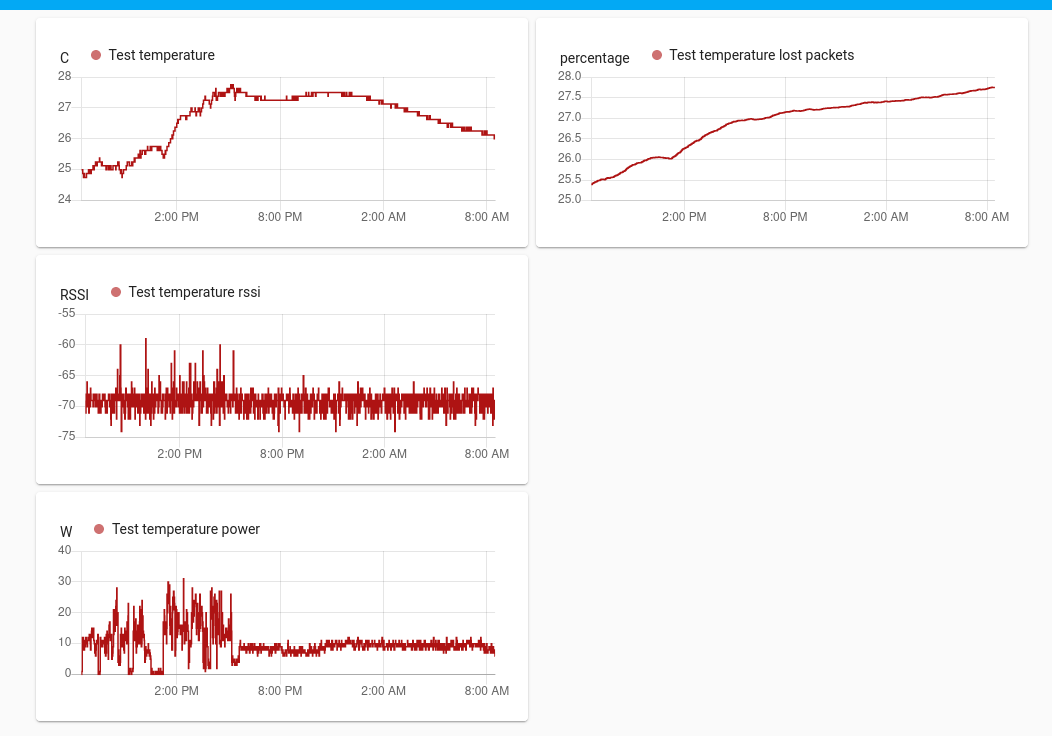 C Test temperature
28
27
26
25
24
2:00 PM 8:00 PM 2:00 AM 8:00 AM
percentage Test temperature lost packets
28.0
27.5
27.0
26.5
26.0
25.5
25.0
2:00 PM 8:00 PM 2:00 AM 8:00 AM
RSSI Test temperature rssi
-55
-60
-65
-70
-75
2:00 PM 8:00 PM 2:00 AM 8:00 AM
W Test temperature power
40
30
20
10
0
2:00 PM 8:00 PM 2:00 AM 8:00 AM